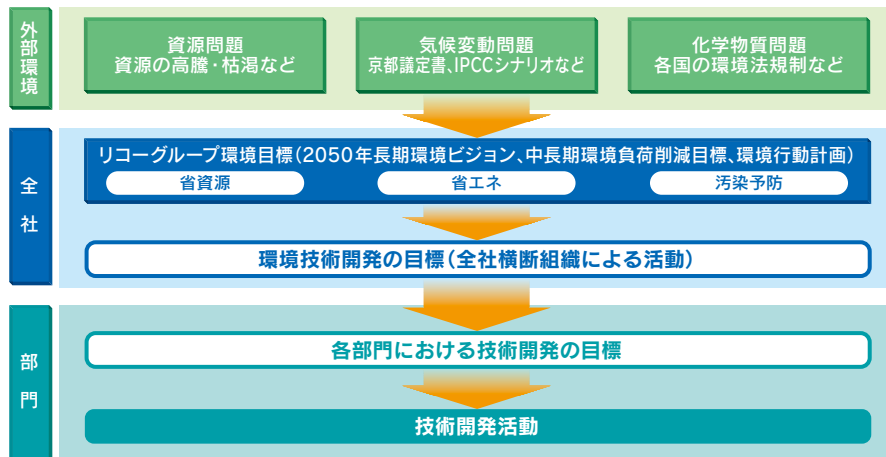 外部環境
資源問題
資源の高騰・枯渇など
気候変動問題
京都議定書、IPCCシナリオなど
化学物質問題
各国の環境法規制など
全社
リコーグループ環境目標(2050年長期環境ビジョン、中長期環境負荷削減目標、環境行動計画)
省資源
省エネ
汚染予防
環境技術開発の目標(全社横断組織による活動)
部門
各部門における技術開発の目標
技術開発活動